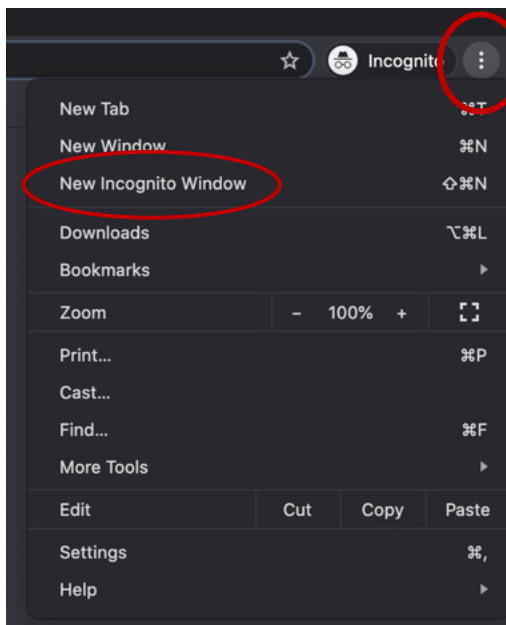 Incognito
New Tab ⌘T
New Window ⌘N
New Incognito Window ⇧⌘N
Downloads ⌥⌘L
Bookmarks
Zoom - 100% +
Print... ⌘P
Cast...
Find... ⌘F
More Tools
Edit Cut Copy Paste
Settings ⌘,
Help